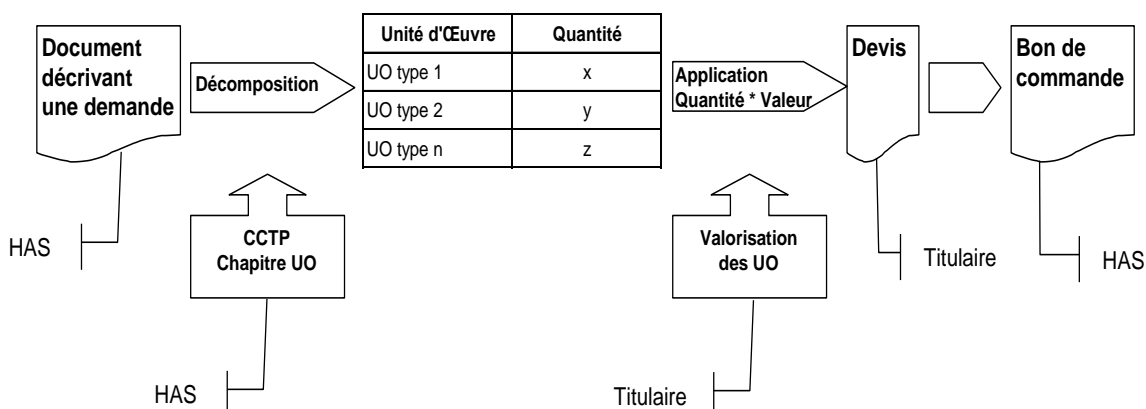 Document
décrivant
une demande
Décomposition
Unité d'Œuvre Quantité
UO type 1 x
UO type 2 y
UO type n z
Application
Quantité * Valeur
Devis
Bon de
commande
HAS
CCTP
Chapitre UO
Valorisation
des UO
Titulaire
HAS
HAS
Titulaire